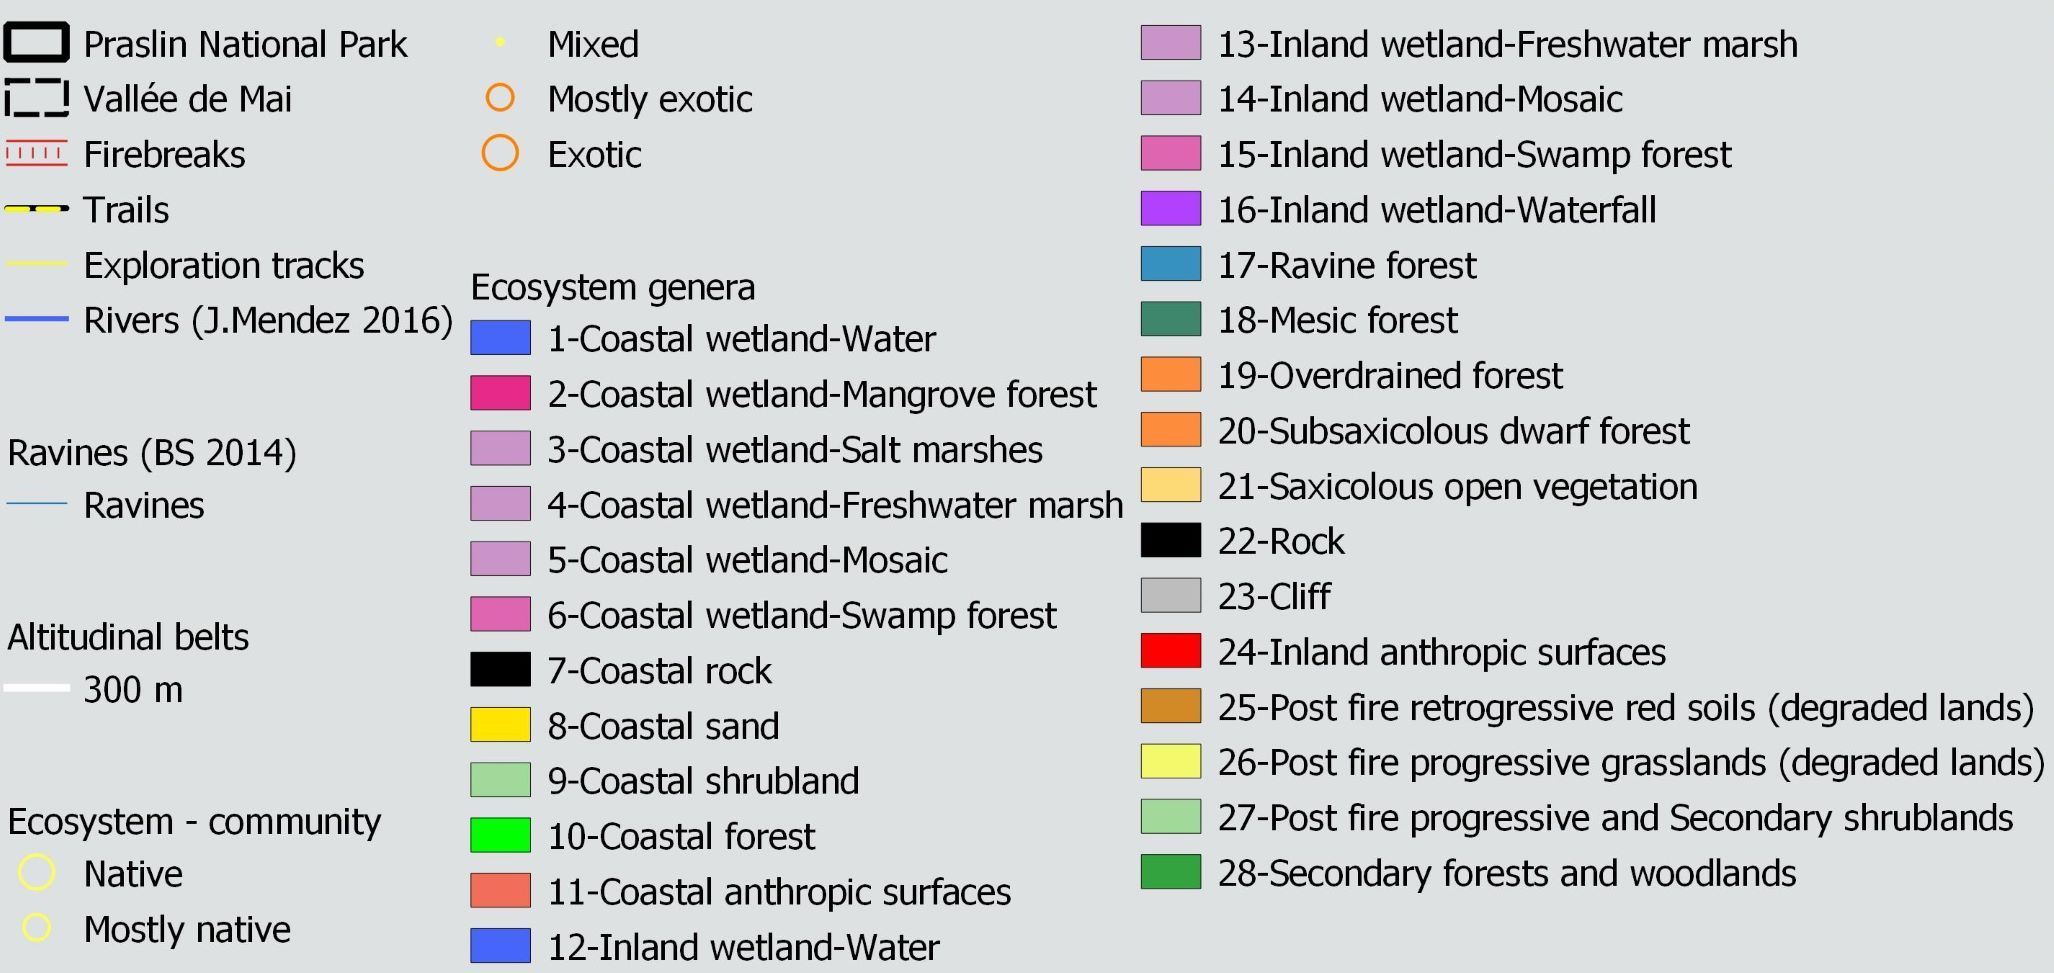 Praslin National Park
Vallée de Mai
Firebreaks
Trails
Exploration tracks
Rivers (J.Mendez 2016)
Ravines (BS 2014)
Ravines
Altitudinal belts
300 m
Ecosystem - community
Native
Mostly native
Mixed
Mostly exotic
Exotic
Ecosystem genera
1-Coastal wetland-Water
2-Coastal wetland-Mangrove forest
3-Coastal wetland-Salt marshes
4-Coastal wetland-Freshwater marsh
5-Coastal wetland-Mosaic
6-Coastal wetland-Swamp forest
7-Coastal rock
8-Coastal sand
9-Coastal shrubland
10-Coastal forest
11-Coastal anthropic surfaces
12-Inland wetland-Water
13-Inland wetland-Freshwater marsh
14-Inland wetland-Mosaic
15-Inland wetland-Swamp forest
16-Inland wetland-Waterfall
17-Ravine forest
18-Mesic forest
19-Overdrained forest
20-Subsaxicolous dwarf forest
21-Saxicolous open vegetation
22-Rock
23-Cliff
24-Inland anthropic surfaces
25-Post fire retrogressive red soils (degraded lands)
26-Post fire progressive grasslands (degraded lands)
27-Post fire progressive and Secondary shrublands
28-Secondary forests and woodlands